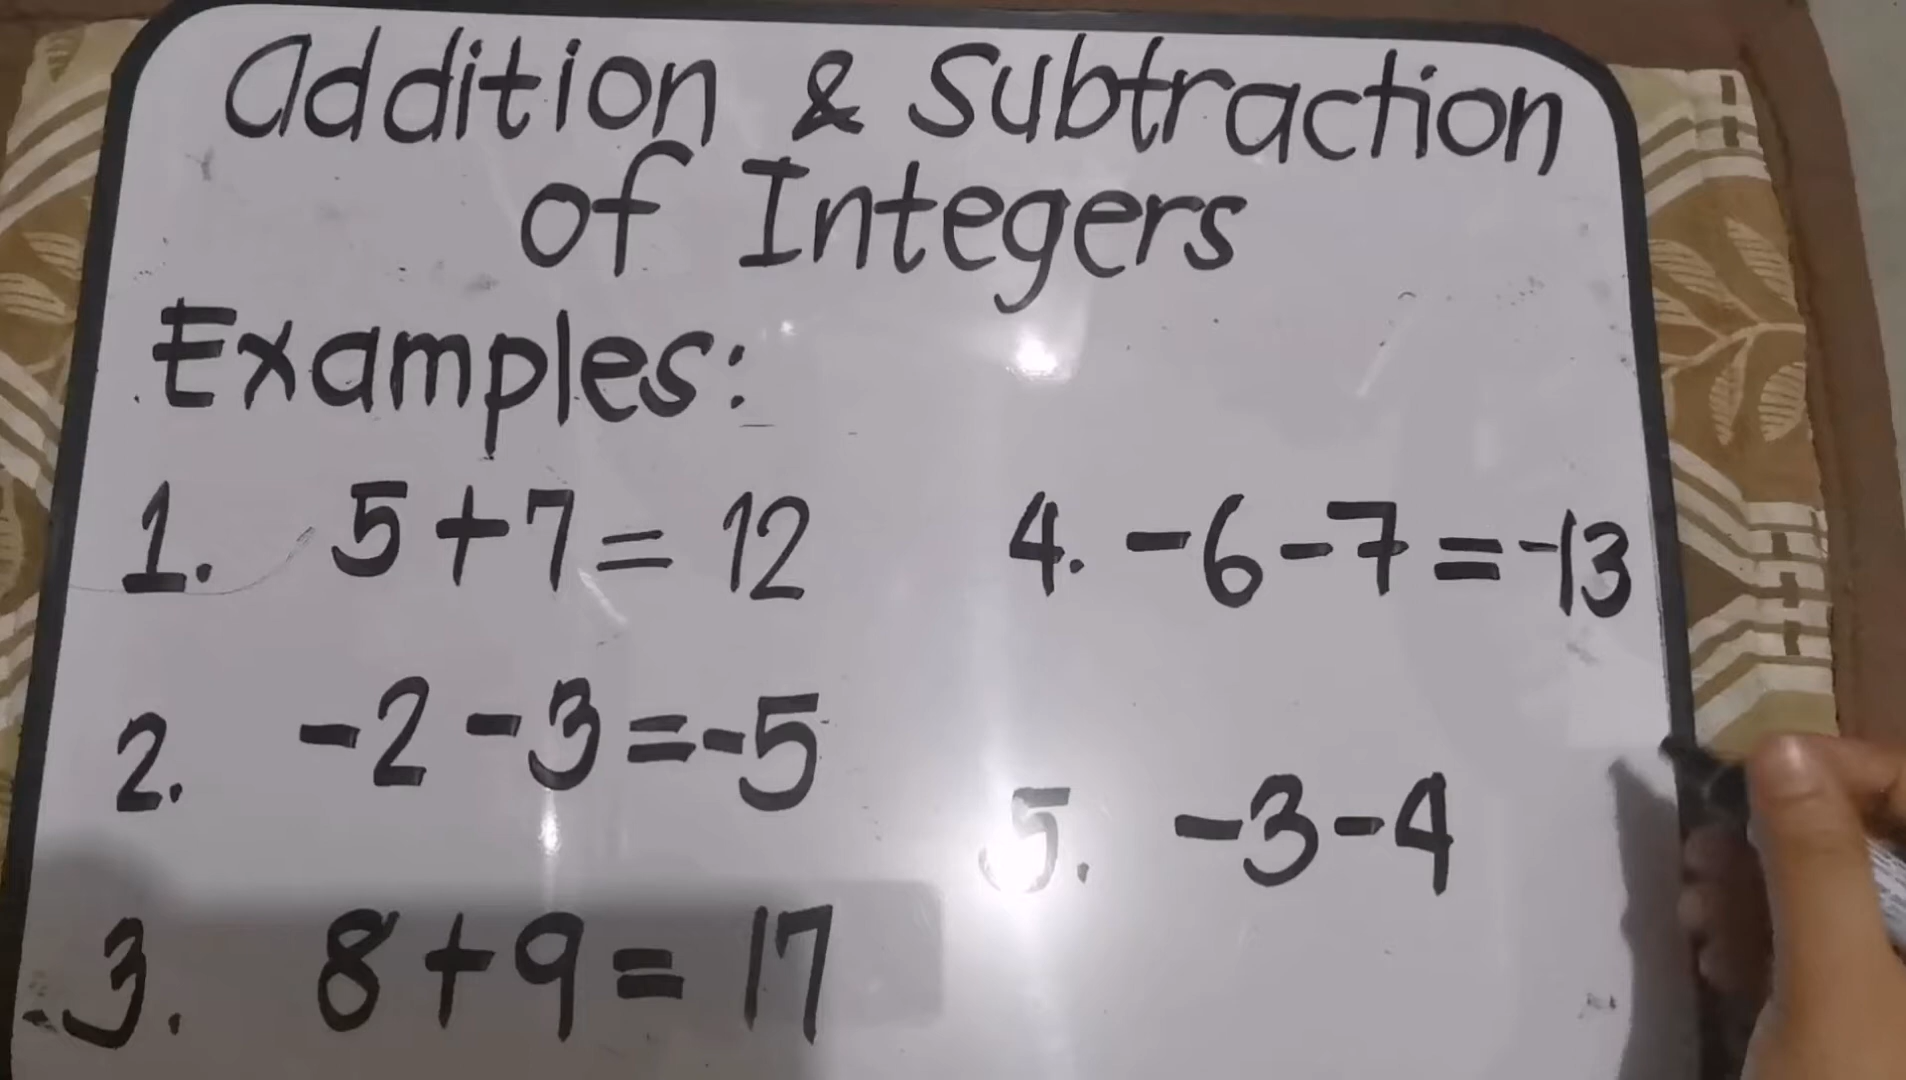 Addition & Subtraction
of Integers
Examples:
1. 5+7= 12
2. -2-3=-5
3. 8+9= 17
4. -6-7=-13
5. -3-4